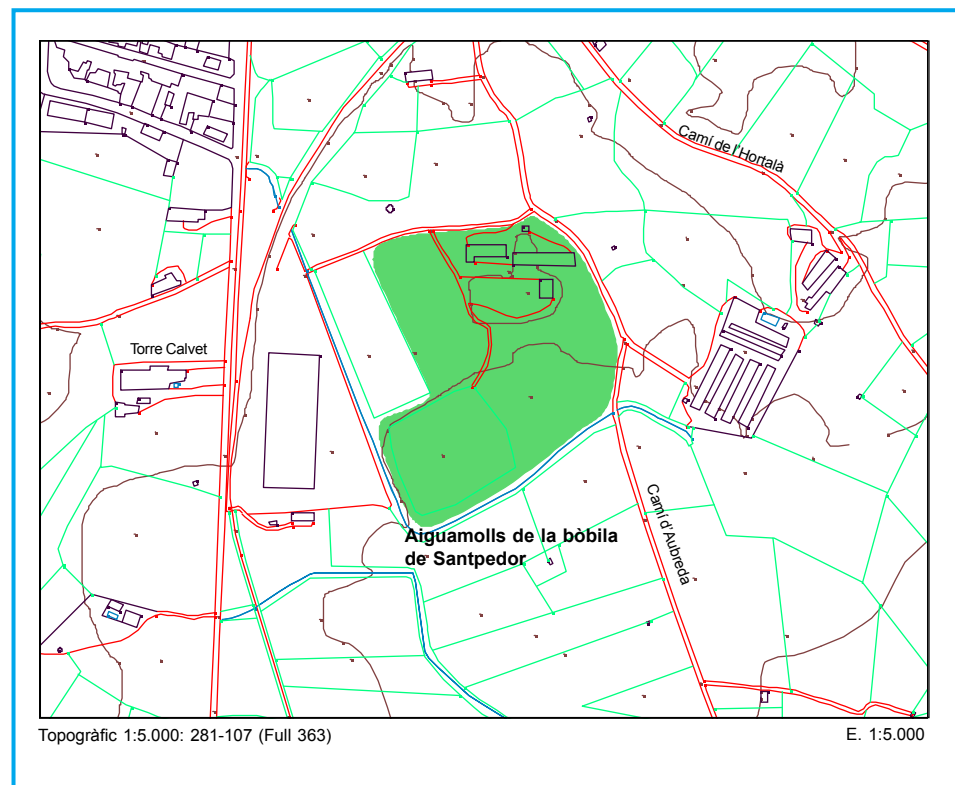 Camí de l'Hortalà
Torre Calvet
Aiguamolls de la bòbila
de Santpedor
Camí d'Aubreda
Topogràfic 1:5.000: 281-107 (Full 363)
E. 1:5.000